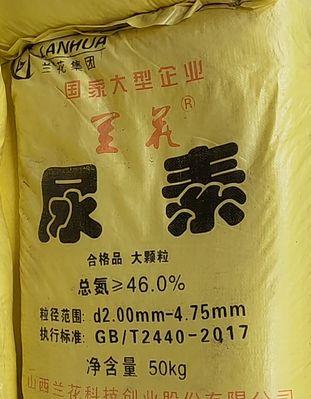 LANHUA
兰花集团
国家大型企业
兰花®
尿素
合格品 大颗粒
总氮≥46.0%
粒径范围: d2.00mm-4.75mm
执行标准: GB/T2440-2017
净含量 50kg
山西兰花科技创业股份有限公司